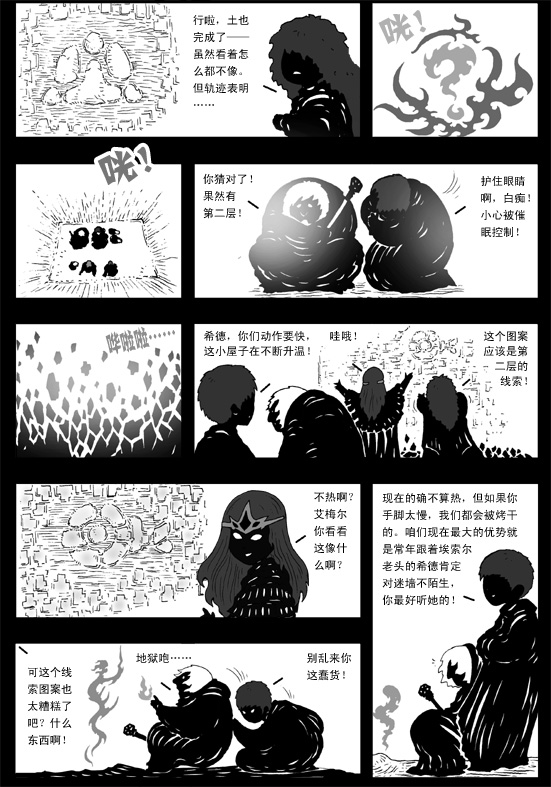 行啦，土也
完成了——
虽然看着怎
么都不像。
但轨迹表明
……
咣！
咣！
你猜对了！
果然有
第二层！
护住眼睛
啊，白痴！
小心被催
眠控制！
哗啦啦……
希德，你们动作要快，
这小屋子在不断升温！
哇哦！
这个图案
应该是第
二层的
线索！
不热啊？
艾梅尔
你看看
这像什
么啊？
现在的确不算热，但如果你
手脚太慢，我们都会被烤干
的。咱们现在最大的优势就
是常年跟着埃索尔
老头的希德肯定
对迷墙不陌生，
你最好听她的！
可这个线
索图案也
太糟糕了
吧？什么
东西啊！
地狱咆……
别乱来你
这蠢货！